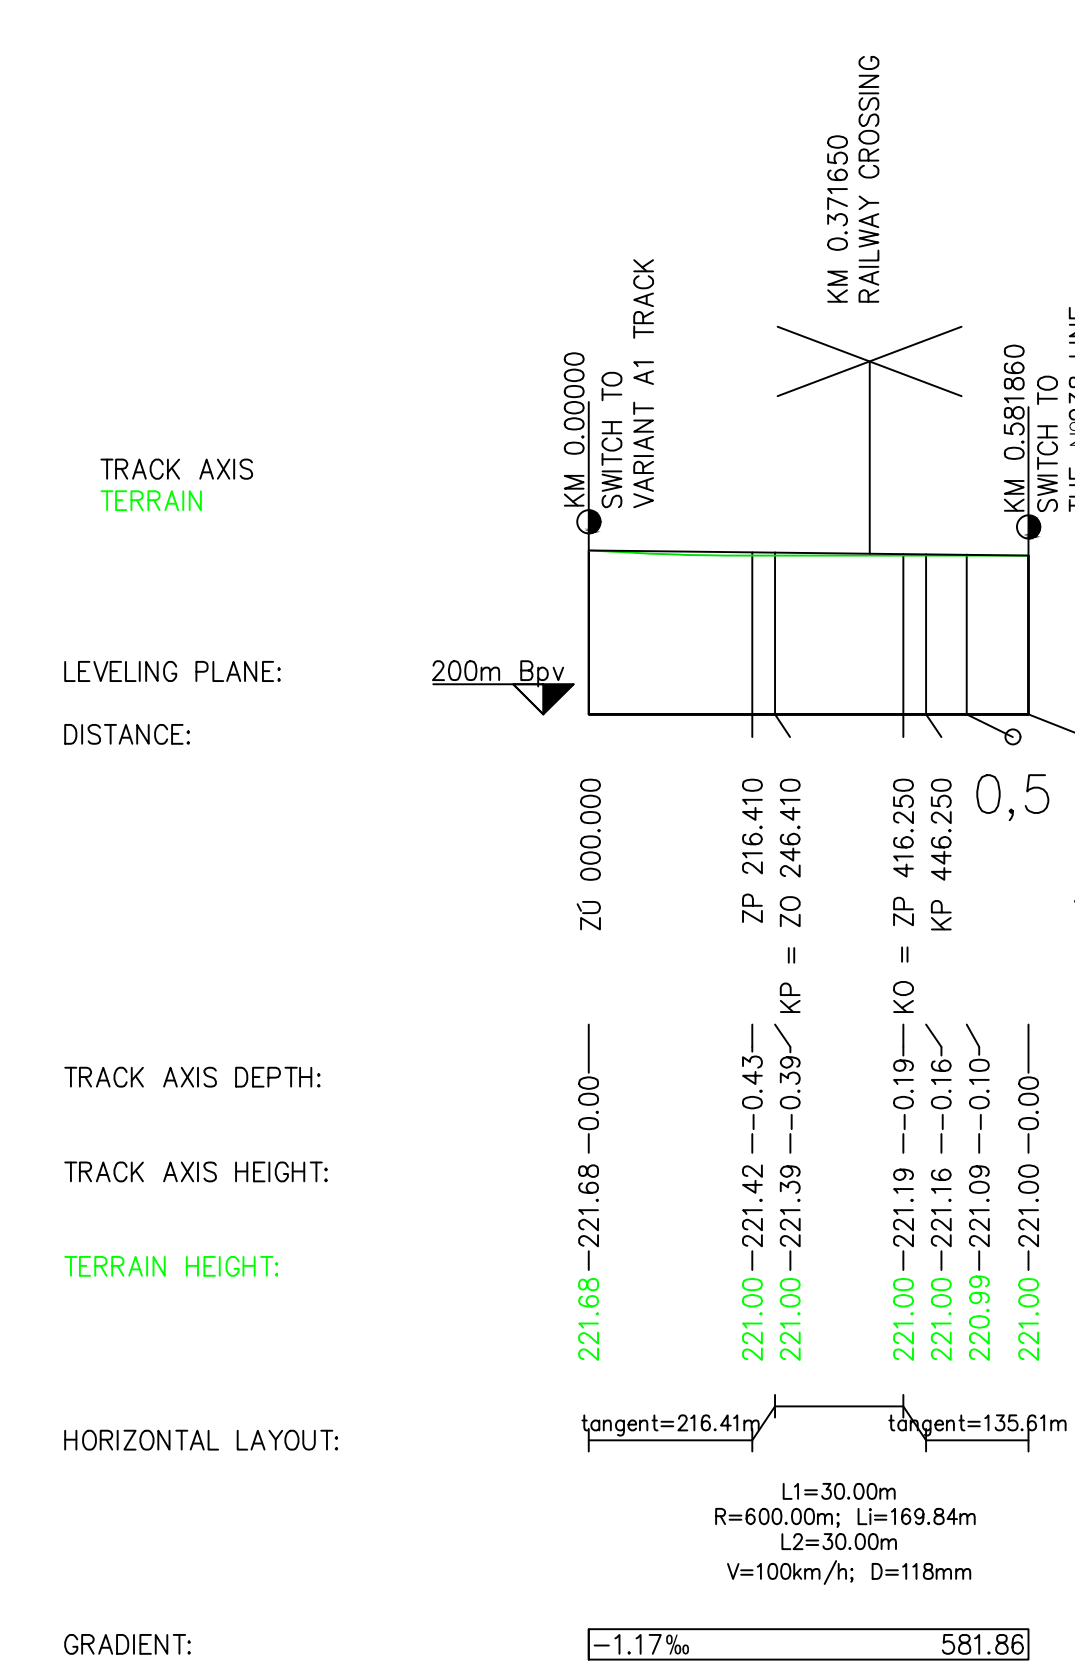 KM 0.371650
RAILWAY CROSSING
KM 0.00000
SWITCH TO
VARIANT A1 TRACK
KM 0.581860
SWITCH TO
TRACK AXIS
TERRAIN
LEVELING PLANE:
200m Bpv
DISTANCE:
0,5
ZÚ 000.000
ZP 216.410
KP = ZO 246.410
KO = ZP 416.250
KP 446.250
TRACK AXIS DEPTH:
-0.00
--0.43
--0.39
--0.19
--0.16
--0.10
-0.00
TRACK AXIS HEIGHT:
221.68
221.42
221.39
221.19
221.16
221.09
221.00
TERRAIN HEIGHT:
221.68
221.00
221.00
221.00
221.00
220.99
221.00
HORIZONTAL LAYOUT:
tangent=216.41m
tangent=135.61m
L1=30.00m
R=600.00m; Li=169.84m
L2=30.00m
V=100km/h; D=118mm
GRADIENT:
-1.17‰
581.86